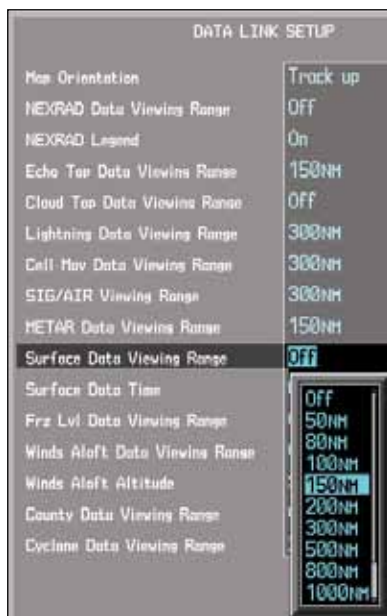 DATA LINK SETUP
Map Orientation Track up
NEXRAD Data Viewing Range Off
NEXRAD Legend On
Echo Top Data Viewing Range 150NM
Cloud Top Data Viewing Range Off
Lightning Data Viewing Range 300NM
Cell Mov Data Viewing Range 300NM
SIG/AIR Viewing Range 300NM
METAR Data Viewing Range 150NM
Surface Data Viewing Range Off
Surface Data Time
Frz Lvl Data Viewing Range
Winds Aloft Data Viewing Range
Winds Aloft Altitude
County Data Viewing Range
Cyclone Data Viewing Range
Off
50NM
80NM
100NM
150NM
200NM
300NM
500NM
800NM
1000NM